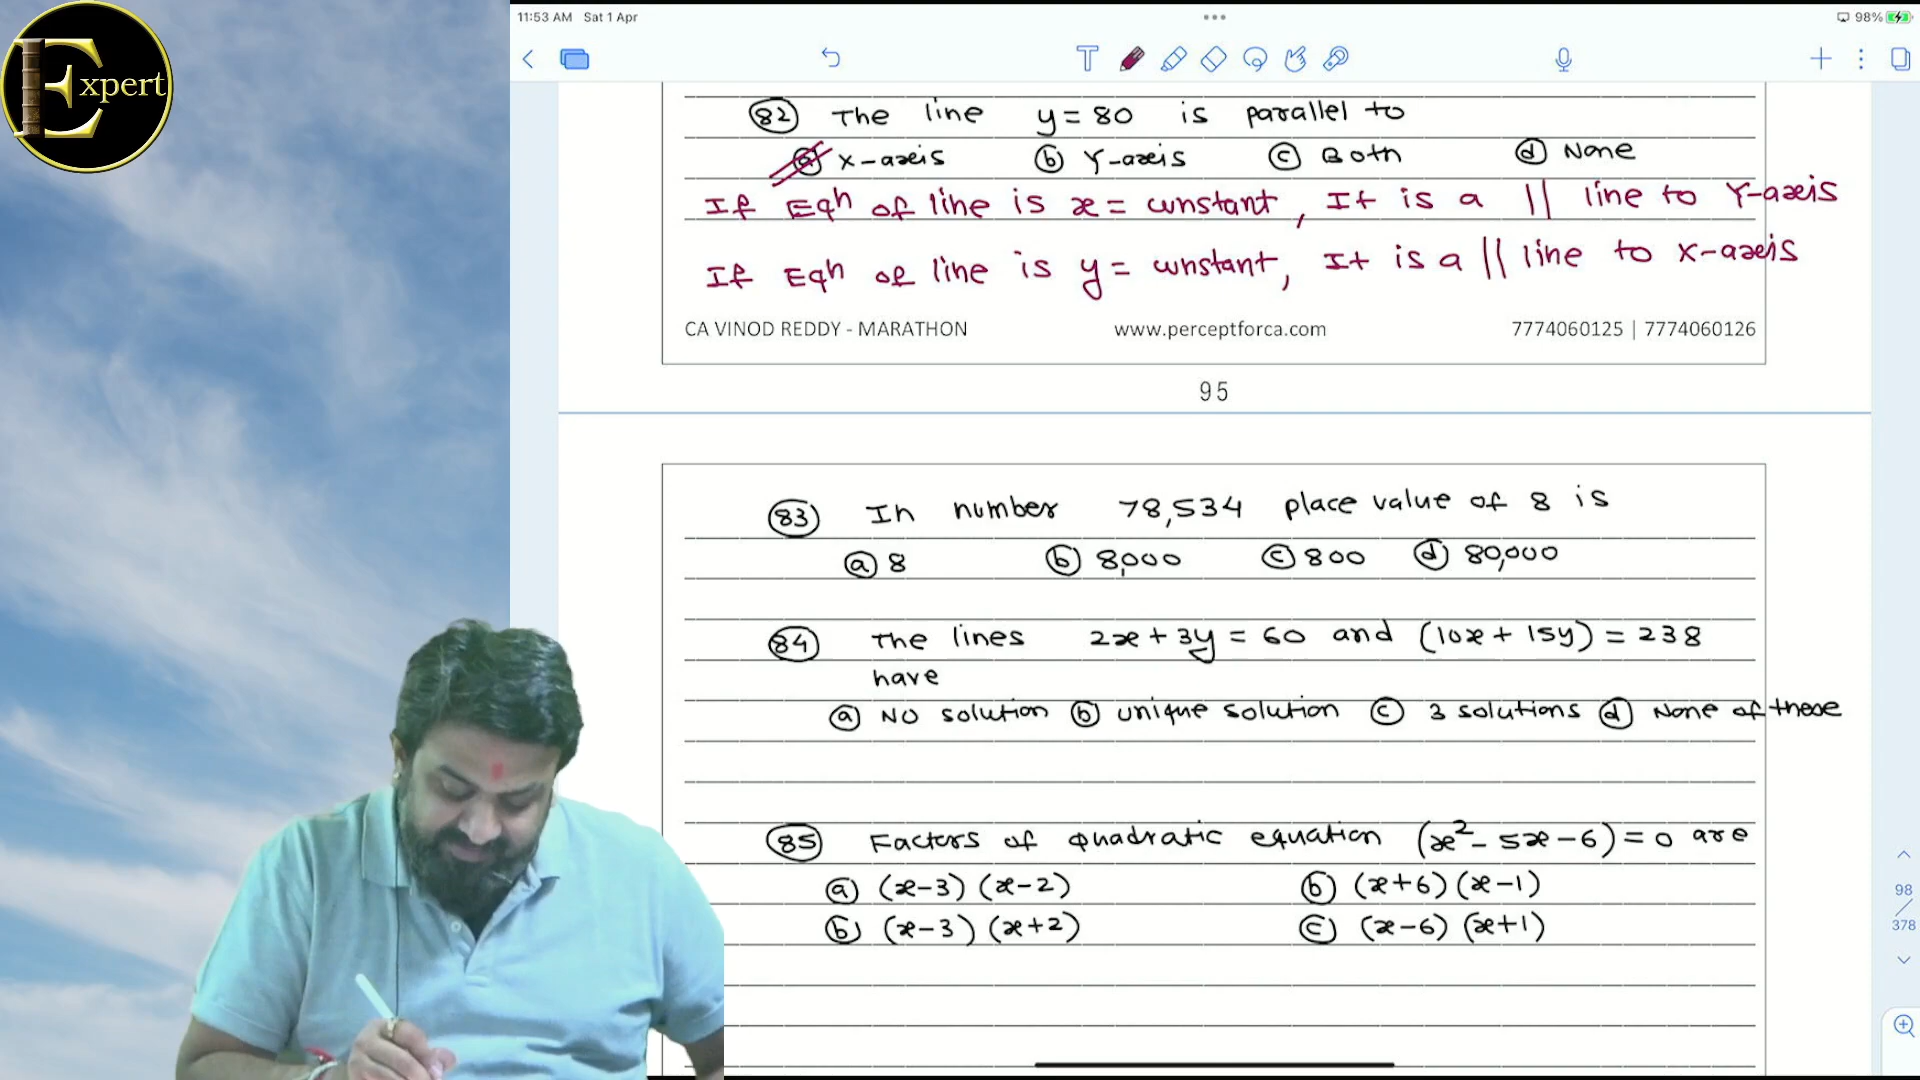 Expert
11:53 AM Sat 1 Apr
98%
82 The line y = 80 is parallel to
a X-axis b Y-axis c Both d None
If Eqn of line is x = constant, It is a || line to Y-axis
If Eqn of line is y = constant, It is a || line to X-axis
CA VINOD REDDY - MARATHON www.perceptforca.com 7774060125 | 7774060126
95
83 In number 78,534 place value of 8 is
a 8 b 8,000 c 800 d 80,000
84 The lines 2x + 3y = 60 and (10x + 15y) = 238
have
a No solution b unique solution c 3 solutions d None of these
85 Factors of quadratic equation (x² - 5x - 6) = 0 are
a (x-3) (x-2) b (x+6) (x-1)
b (x-3) (x+2) c (x-6) (x+1)
98
378